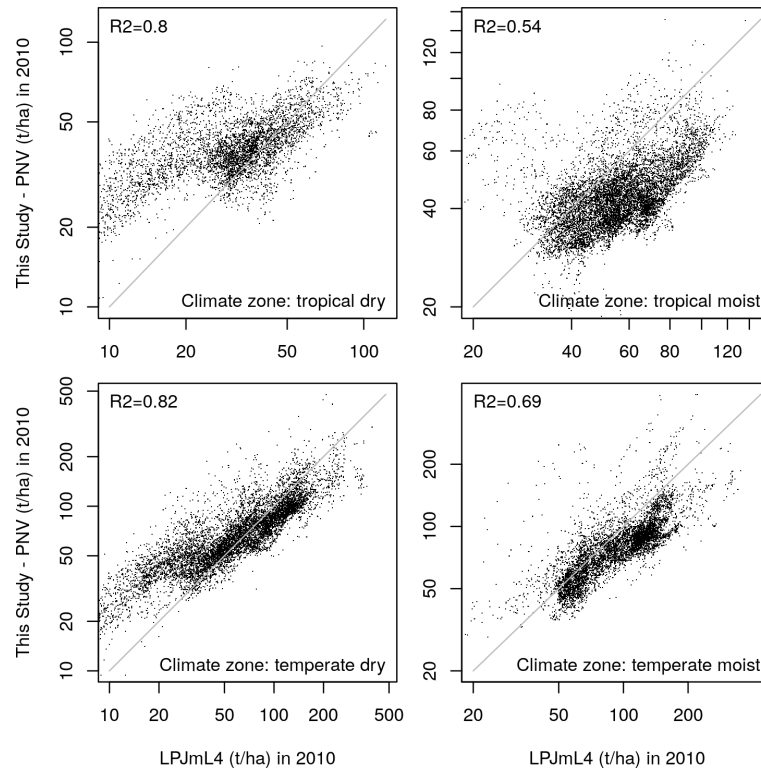 R2=0.8
100
50
20
10
This Study - PNV (t/ha) in 2010
Climate zone: tropical dry
10 20 50 100
R2=0.54
120
80
60
40
20
Climate zone: tropical moist
20 40 60 80 120
R2=0.82
500
200
100
50
20
10
This Study - PNV (t/ha) in 2010
Climate zone: temperate dry
10 20 50 100 200 500
LPJmL4 (t/ha) in 2010
R2=0.69
200
100
50
20
Climate zone: temperate moist
20 50 100 200
LPJmL4 (t/ha) in 2010